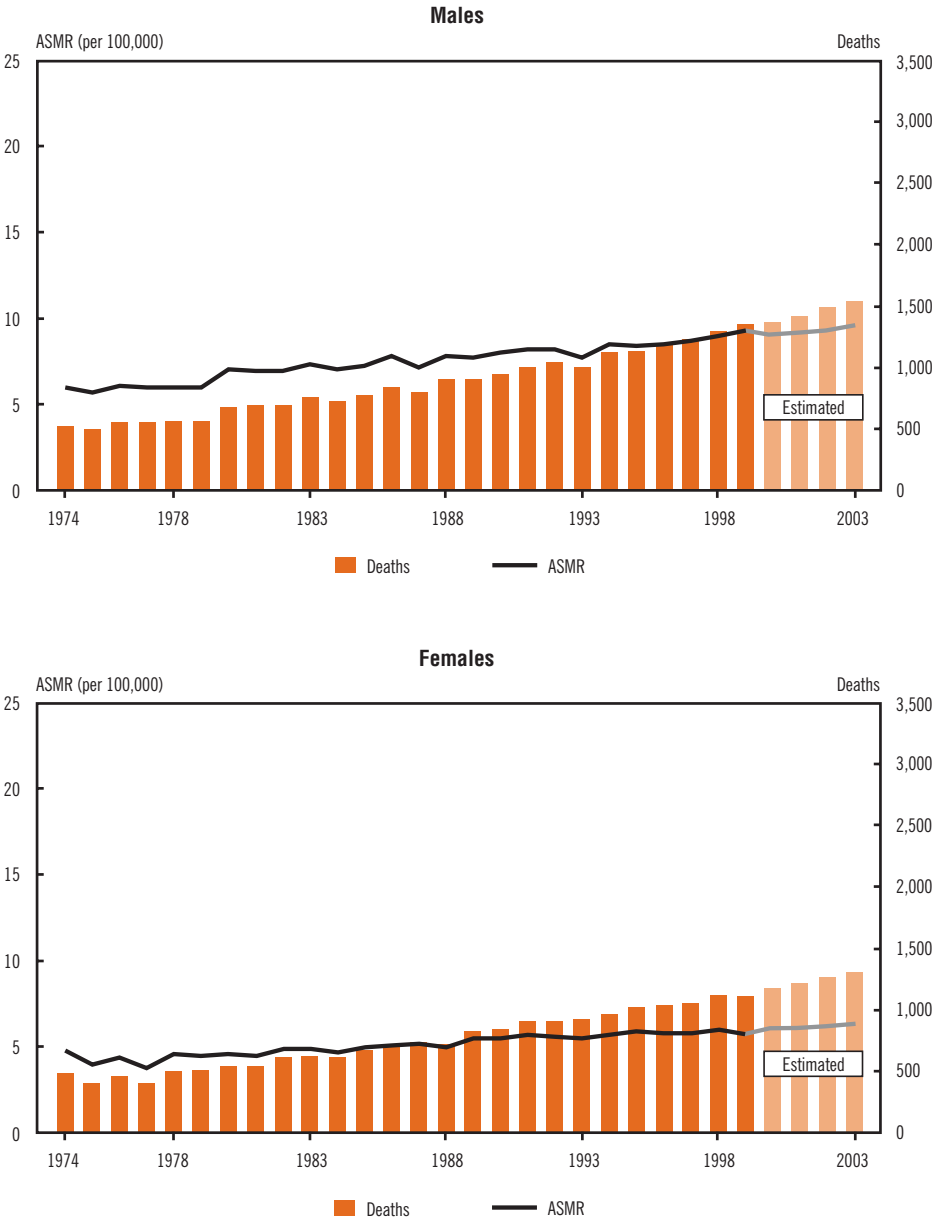 Males
ASMR (per 100,000) Deaths
25 3,500
3,000
20
2,500
15
2,000
10 1,500
1,000
5 Estimated
500
0 0
1974 1978 1983 1988 1993 1998 2003
Deaths ASMR
Females
ASMR (per 100,000) Deaths
25 3,500
3,000
20
2,500
15
2,000
10 1,500
1,000
5
Estimated
500
0 0
1974 1978 1983 1988 1993 1998 2003
Deaths ASMR